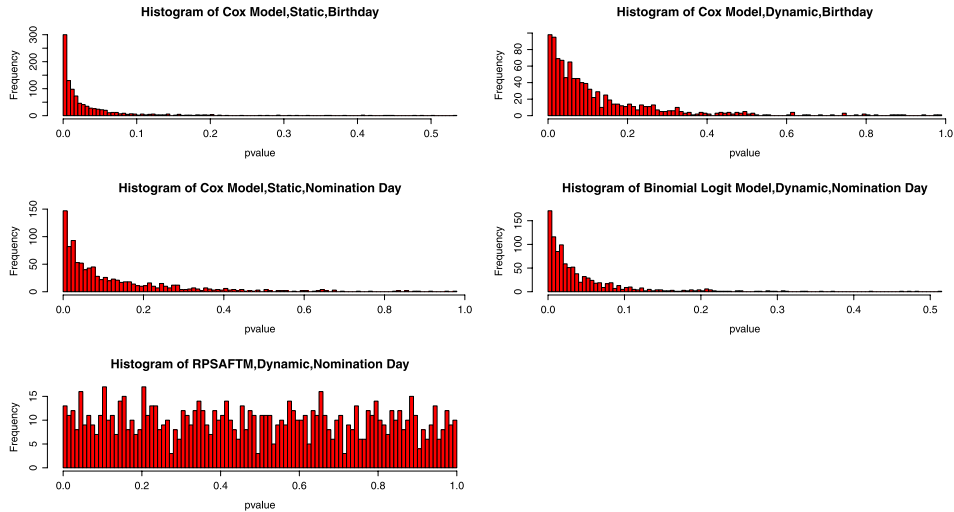 Histogram of Cox Model,Static,Birthday
Frequency
0 100 200 300
0.0 0.1 0.2 0.3 0.4 0.5
pvalue
Histogram of Cox Model,Dynamic,Birthday
Frequency
0 20 40 60 80
0.0 0.2 0.4 0.6 0.8 1.0
pvalue
Histogram of Cox Model,Static,Nomination Day
Frequency
0 50 100 150
0.0 0.2 0.4 0.6 0.8 1.0
pvalue
Histogram of Binomial Logit Model,Dynamic,Nomination Day
Frequency
0 50 100 150
0.0 0.1 0.2 0.3 0.4 0.5
pvalue
Histogram of RPSAFTM,Dynamic,Nomination Day
Frequency
0 5 10 15
0.0 0.2 0.4 0.6 0.8 1.0
pvalue